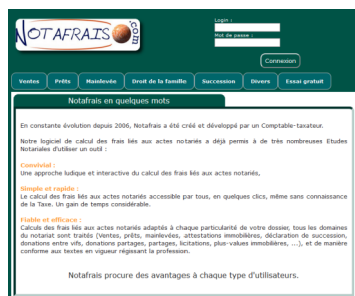 NOTAFRAIS.com
Login :
Mot de passe :
Connexion
Ventes Prêts Mainlevée Droit de la famille Succession Divers Essai gratuit
Notafrais en quelques mots
En constante évolution depuis 2006, Notafrais a été créé et développé par un Comptable-taxateur.
Notre logiciel de calcul des frais liés aux actes notariés a déjà permis à de très nombreuses Etudes
Notariales d'utiliser un outil :
Convivial :
Une approche ludique et interactive du calcul des frais liés aux actes notariés,
Simple et rapide :
Le calcul des frais liés aux actes notariés accessible par tous, en quelques clics, même sans connaissance
de la Taxe. Un gain de temps considérable.
Fiable et efficace :
Calculs des frais liés aux actes notariés adaptés à chaque particularité de votre dossier, tous les domaines
du notariat sont traités (Ventes, prêts, mainlevées, attestations immobilières, déclaration de succession,
donations entre vifs, donations partages, partages, licitations, plus-values immobilières, ...), et de manière
conforme aux textes en vigueur régissant la profession.
Notafrais procure des avantages à chaque type d'utilisateurs.